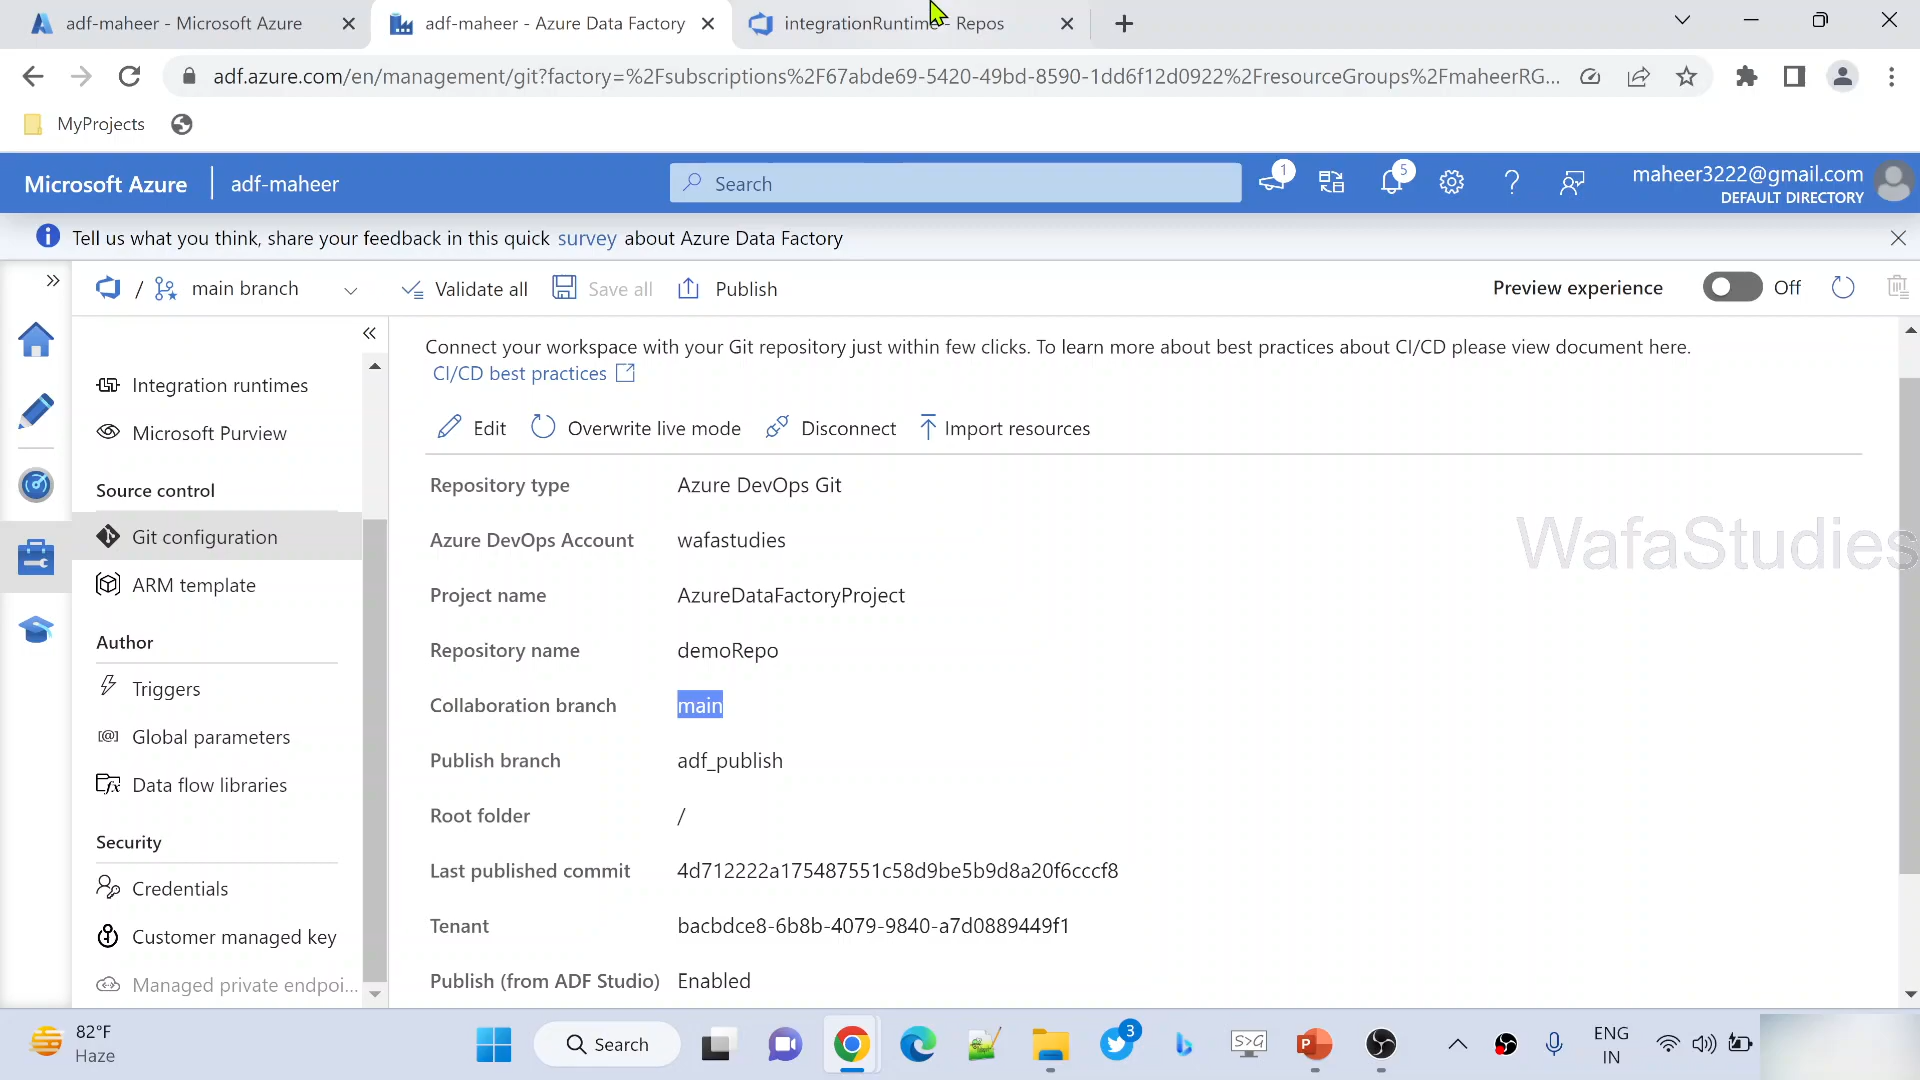 adf-maheer - Microsoft Azure
adf-maheer - Azure Data Factory
integrationRuntime - Repos
adf.azure.com/en/management/git?factory=%2Fsubscriptions%2F67abde69-5420-49bd-8590-1dd6f12d0922%2FresourceGroups%2FmaheerRG...
MyProjects
Microsoft Azure
adf-maheer
Search
1
5
maheer3222@gmail.com
DEFAULT DIRECTORY
Tell us what you think, share your feedback in this quick survey about Azure Data Factory
/ main branch
Validate all
Save all
Publish
Preview experience
Off
Connect your workspace with your Git repository just within few clicks. To learn more about best practices about CI/CD please view document here.
CI/CD best practices
Edit
Overwrite live mode
Disconnect
Import resources
Integration runtimes
Microsoft Purview
Source control
Git configuration
ARM template
Author
Triggers
Global parameters
Data flow libraries
Security
Credentials
Customer managed key
Managed private endpoi...
Repository type Azure DevOps Git
Azure DevOps Account wafastudies
Project name AzureDataFactoryProject
Repository name demoRepo
Collaboration branch main
Publish branch adf_publish
Root folder /
Last published commit 4d712222a175487551c58d9be5b9d8a20f6cccf8
Tenant bacbdce8-6b8b-4079-9840-a7d0889449f1
Publish (from ADF Studio) Enabled
WafaStudies
82°F
Haze
Search
3
S>G
ENG
IN